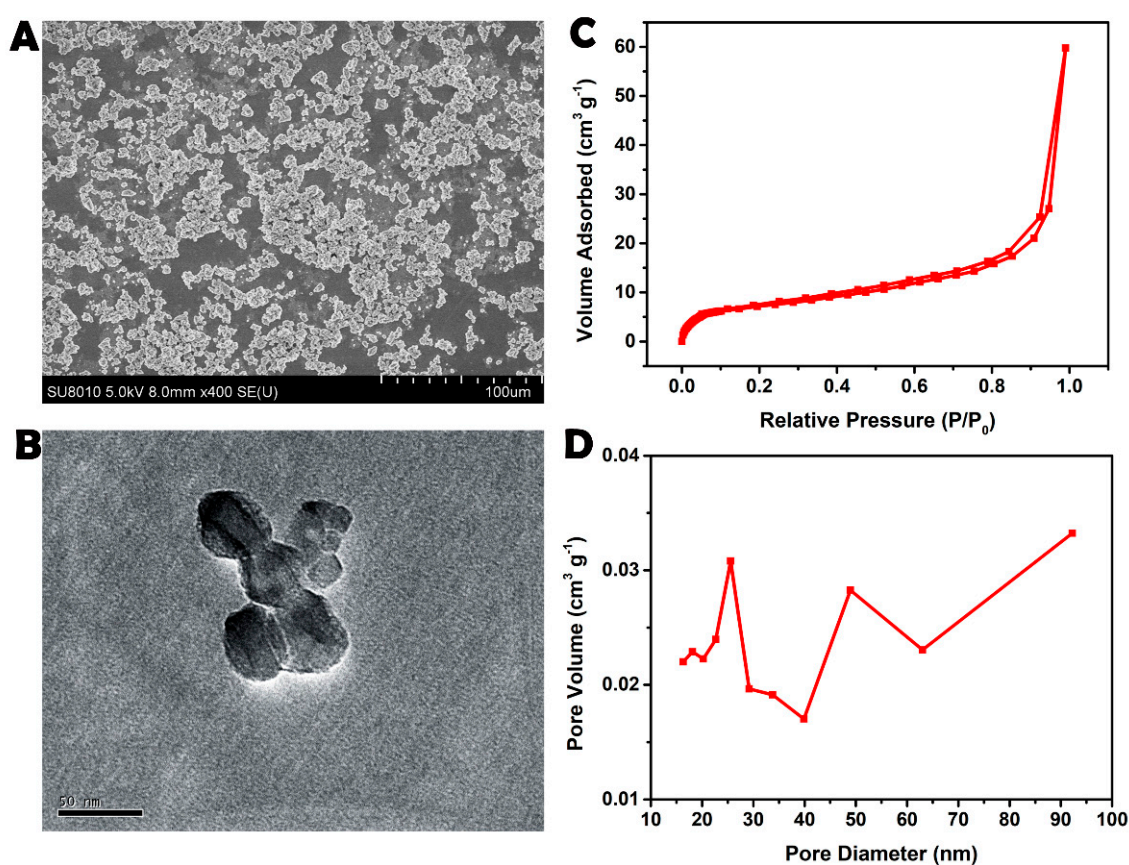 A
SU8010 5.0kV 8.0mm x400 SE(U)
100um
B
50 nm
C
Volume Adsorbed (cm³ g⁻¹)
60
50
40
30
20
10
0
0.0 0.2 0.4 0.6 0.8 1.0
Relative Pressure (P/P₀)
D
Pore Volume (cm³ g⁻¹)
0.04
0.03
0.02
0.01
10 20 30 40 50 60 70 80 90 100
Pore Diameter (nm)